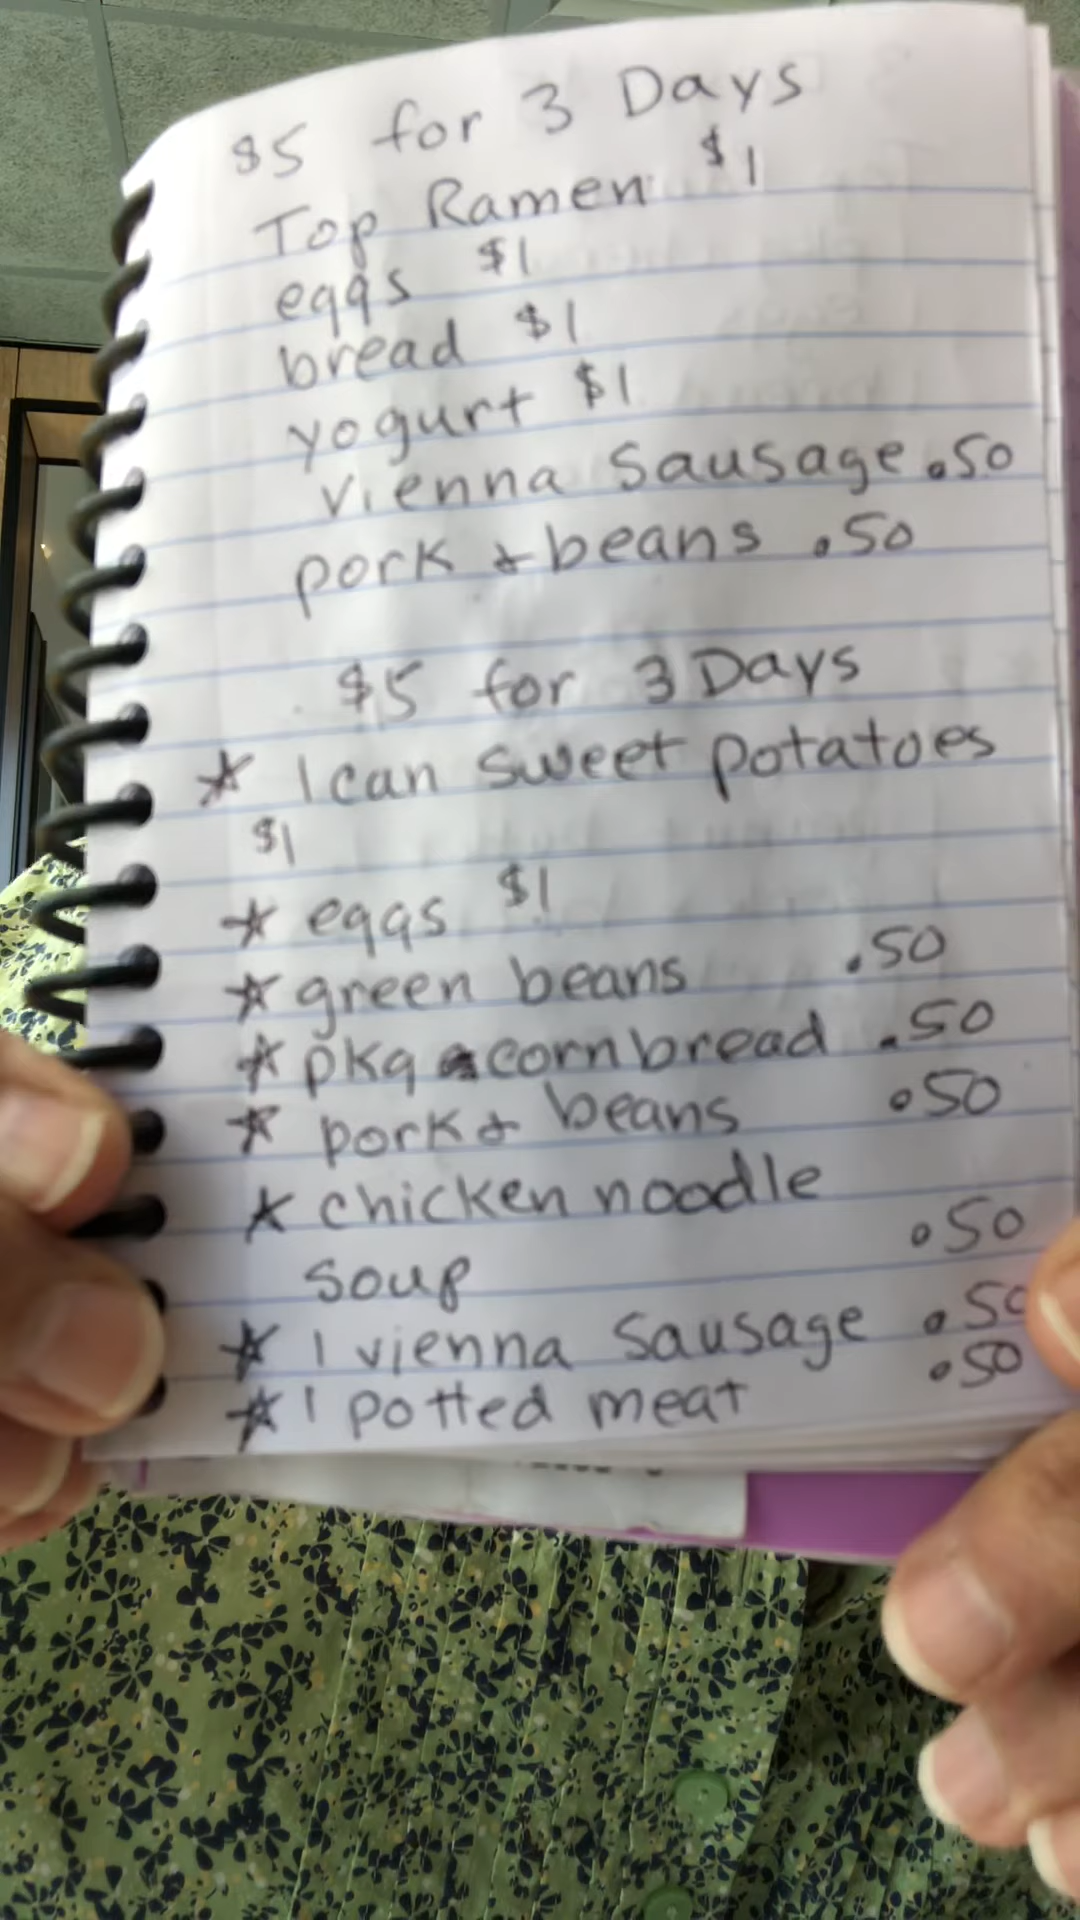 $5 for 3 Days
Top Ramen $1
eggs $1
bread $1
yogurt $1
Vienna Sausage .50
pork & beans .50
$5 for 3 Days
* 1 can sweet potatoes
$1
* eggs $1
* green beans .50
* pkg cornbread .50
* pork & beans .50
* chicken noodle
soup .50
* 1 vienna Sausage .50
* 1 potted meat .50